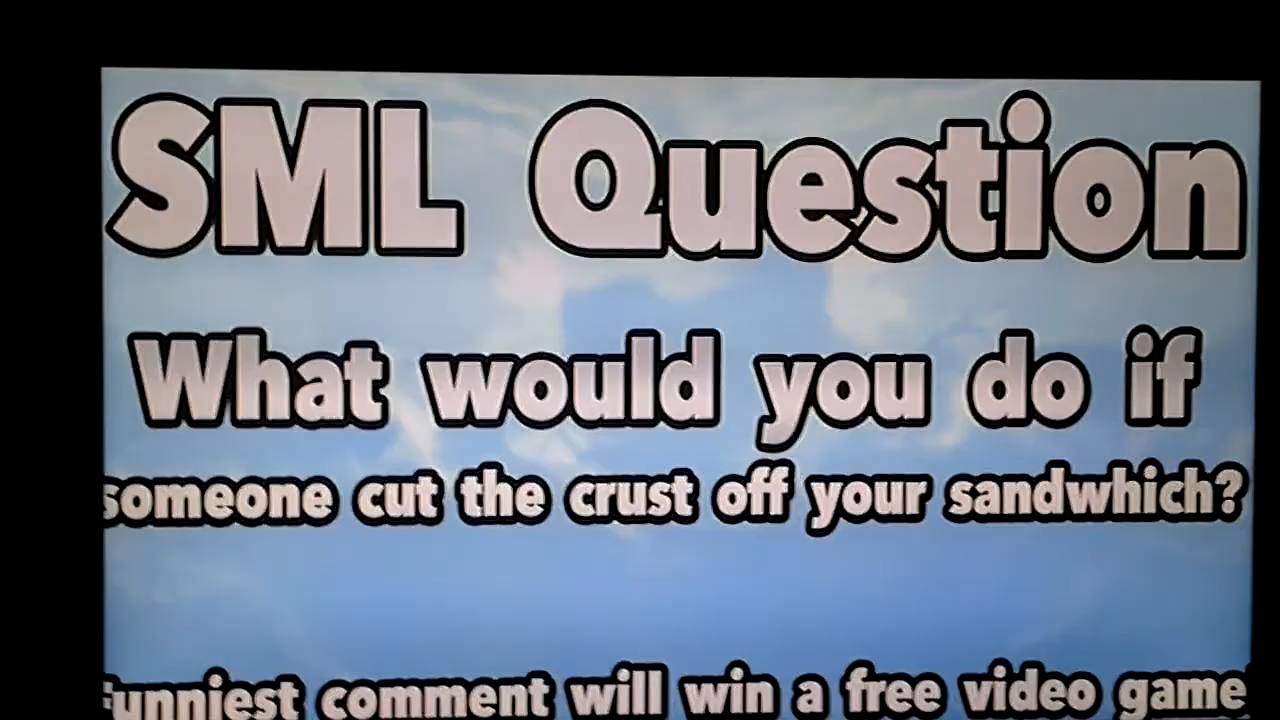 SML Question
What would you do if
someone cut the crust off your sandwhich?
Funniest comment will win a free video game